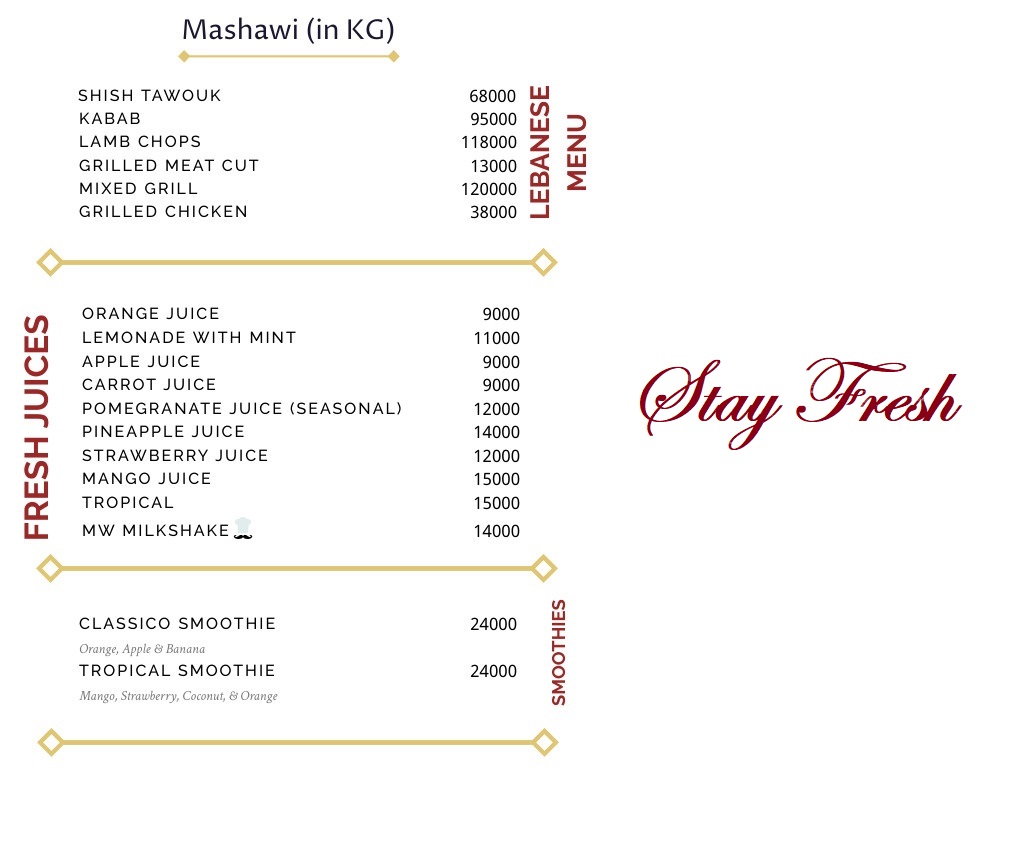 Mashawi (in KG)
LEBANESE
MENU
SHISH TAWOUK 68000
KABAB 95000
LAMB CHOPS 118000
GRILLED MEAT CUT 13000
MIXED GRILL 120000
GRILLED CHICKEN 38000
FRESH JUICES
ORANGE JUICE 9000
LEMONADE WITH MINT 11000
APPLE JUICE 9000
CARROT JUICE 9000
POMEGRANATE JUICE (SEASONAL) 12000
PINEAPPLE JUICE 14000
STRAWBERRY JUICE 12000
MANGO JUICE 15000
TROPICAL 15000
MW MILKSHAKE 14000
SMOOTHIES
CLASSICO SMOOTHIE 24000
Orange, Apple & Banana
TROPICAL SMOOTHIE 24000
Mango, Strawberry, Coconut, & Orange
Stay Fresh